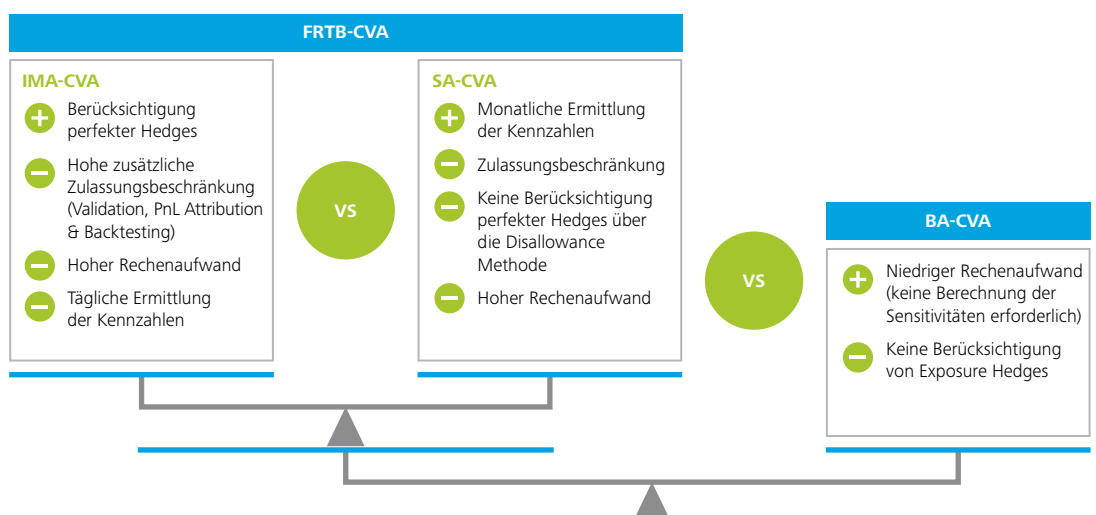 FRTB-CVA
IMA-CVA
Berücksichtigung
perfekter Hedges
Hohe zusätzliche
Zulassungsbeschränkung
(Validation, PnL Attribution
& Backtesting)
Hoher Rechenaufwand
Tägliche Ermittlung
der Kennzahlen
VS
SA-CVA
Monatliche Ermittlung
der Kennzahlen
Zulassungsbeschränkung
Keine Berücksichtigung
perfekter Hedges über
die Disallowance
Methode
Hoher Rechenaufwand
VS
BA-CVA
Niedriger Rechenaufwand
(keine Berechnung der
Sensitivitäten erforderlich)
Keine Berücksichtigung
von Exposure Hedges